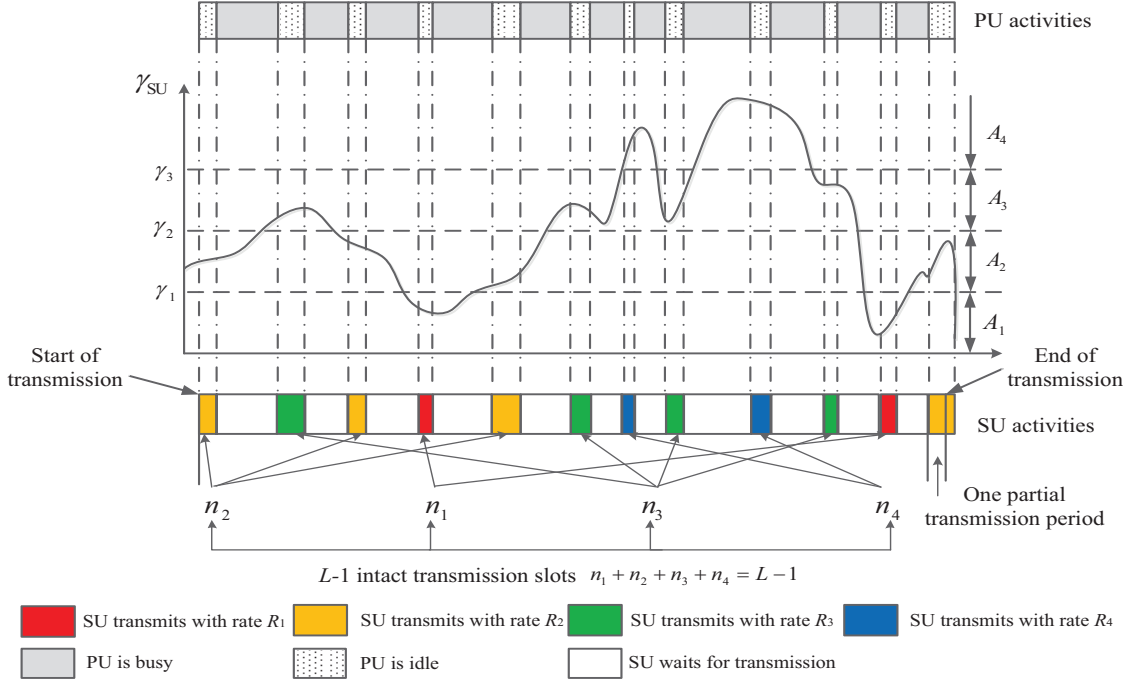 PU activities
γSU
γ3
γ2
γ1
A4
A3
A2
A1
Start of
transmission
End of
transmission
SU activities
n2
n1
n3
n4
One partial
transmission period
L-1 intact transmission slots n1 + n2 + n3 + n4 = L − 1
SU transmits with rate R1
SU transmits with rate R2
SU transmits with rate R3
SU transmits with rate R4
PU is busy
PU is idle
SU waits for transmission